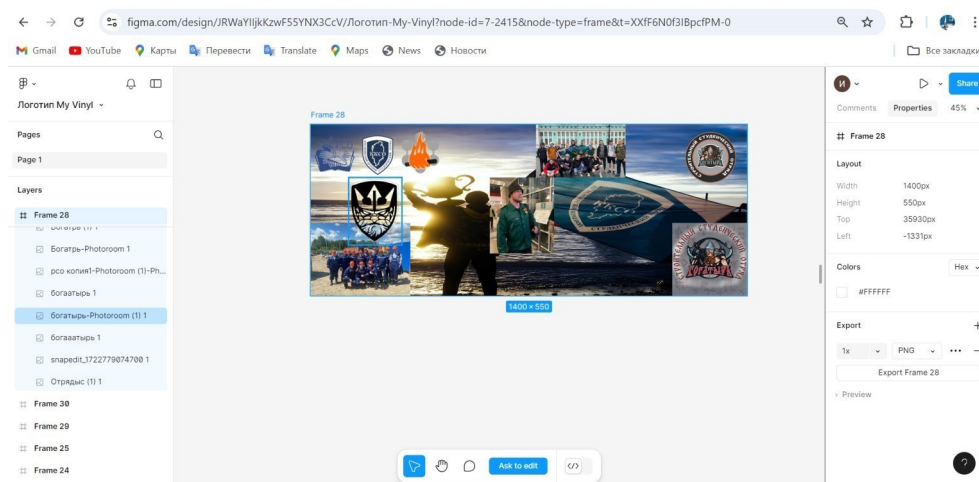 figma.com/design/JRWaYIljkKzwF55YNX3CcV/Логотип-My-Vinyl?node-id=7-2415&node-type=frame&t=XXfF6N0f3IBpcfPM-0
Gmail YouTube Карты Перевести Translate Maps News Новости
Все закладки
Логотип My Vinyl
Pages
Page 1
Layers
Frame 28
Богатрь-Photoroom 1
рсо копия1-Photoroom (1)-Ph...
богаатырь 1
богатырь-Photoroom (1) 1
богааатырь 1
snapedit_1722779074700 1
Отрядыс (1) 1
Frame 30
Frame 29
Frame 25
Frame 24
Frame 28
1400 × 550
Ask to edit
И
Share
Comments Properties 45%
Frame 28
Layout
Width 1400px
Height 550px
Top 35930px
Left -1331px
Colors Hex
#FFFFFF
Export
1x PNG
Export Frame 28
Preview
?